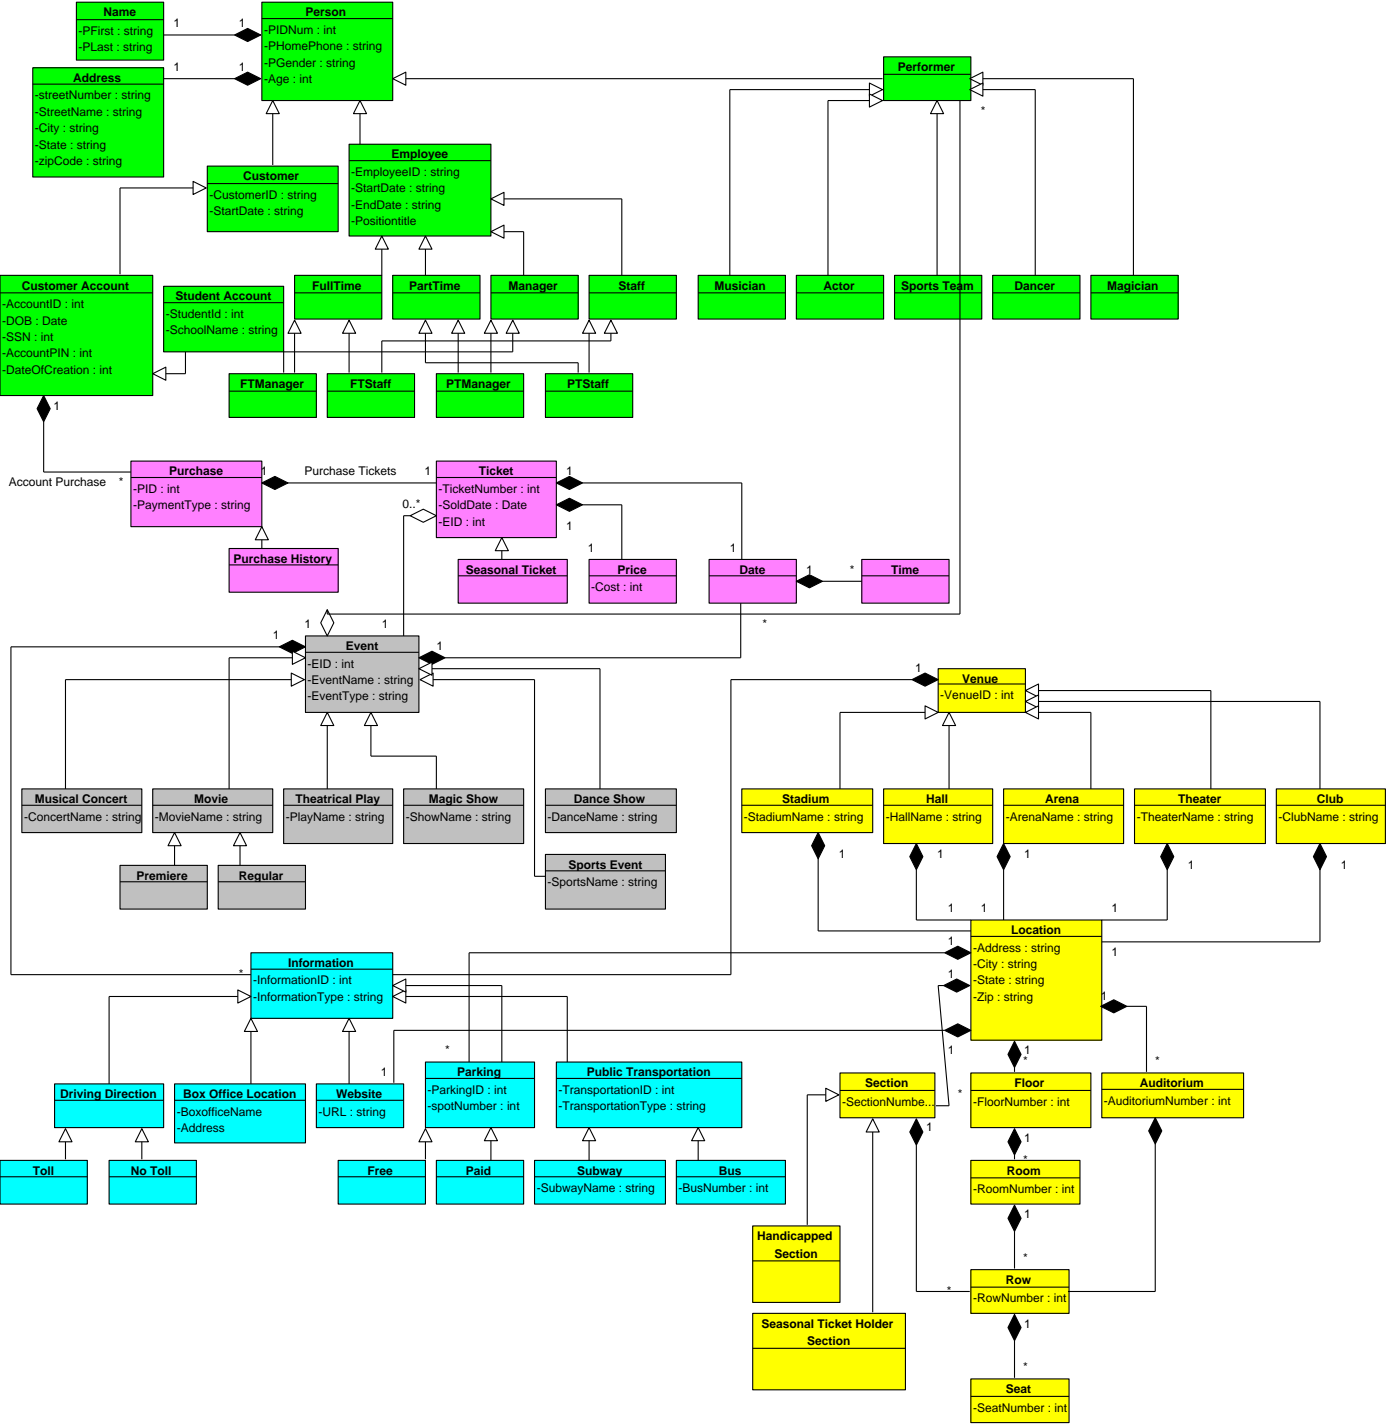 Name
-PFirst : string
-PLast : string
1
1
Person
-PIDNum : int
-PHomePhone : string
-PGender : string
-Age : int
Address
-streetNumber : string
-StreetName : string
-City : string
-State : string
-zipCode : string
1
1
Performer
*
Customer
-CustomerID : string
-StartDate : string
Employee
-EmployeeID : string
-StartDate : string
-EndDate : string
-Positiontitle
Customer Account
-AccountID : int
-DOB : Date
-SSN : int
-AccountPIN : int
-DateOfCreation : int
Student Account
-StudentId : int
-SchoolName : string
FullTime
PartTime
Manager
Staff
Musician
Actor
Sports Team
Dancer
Magician
FTManager
FTStaff
PTManager
PTStaff
1
Account Purchase
*
Purchase
-PID : int
-PaymentType : string
1
Purchase Tickets
1
Ticket
-TicketNumber : int
-SoldDate : Date
-EID : int
1
1
0..*
Purchase History
Seasonal Ticket
1
Price
-Cost : int
1
Date
1
*
Time
1
1
1
*
Event
-EID : int
-EventName : string
-EventType : string
1
1
Venue
-VenueID : int
Musical Concert
-ConcertName : string
Movie
-MovieName : string
Theatrical Play
-PlayName : string
Magic Show
-ShowName : string
Dance Show
-DanceName : string
Stadium
-StadiumName : string
Hall
-HallName : string
Arena
-ArenaName : string
Theater
-TheaterName : string
Club
-ClubName : string
Premiere
Regular
Sports Event
-SportsName : string
1
1
1
1
1
1
1
1
1
Location
-Address : string
-City : string
-State : string
-Zip : string
1
1
1
*
Information
-InformationID : int
-InformationType : string
*
1
1
1
*
*
Driving Direction
Box Office Location
-BoxofficeName
-Address
Website
-URL : string
Parking
-ParkingID : int
-spotNumber : int
Public Transportation
-TransportationID : int
-TransportationType : string
Section
-SectionNumbe...
*
1
Floor
-FloorNumber : int
Auditorium
-AuditoriumNumber : int
1
*
Toll
No Toll
Free
Paid
Subway
-SubwayName : string
Bus
-BusNumber : int
Room
-RoomNumber : int
1
*
Handicapped
Section
*
Row
-RowNumber : int
1
*
Seasonal Ticket Holder
Section
Seat
-SeatNumber : int